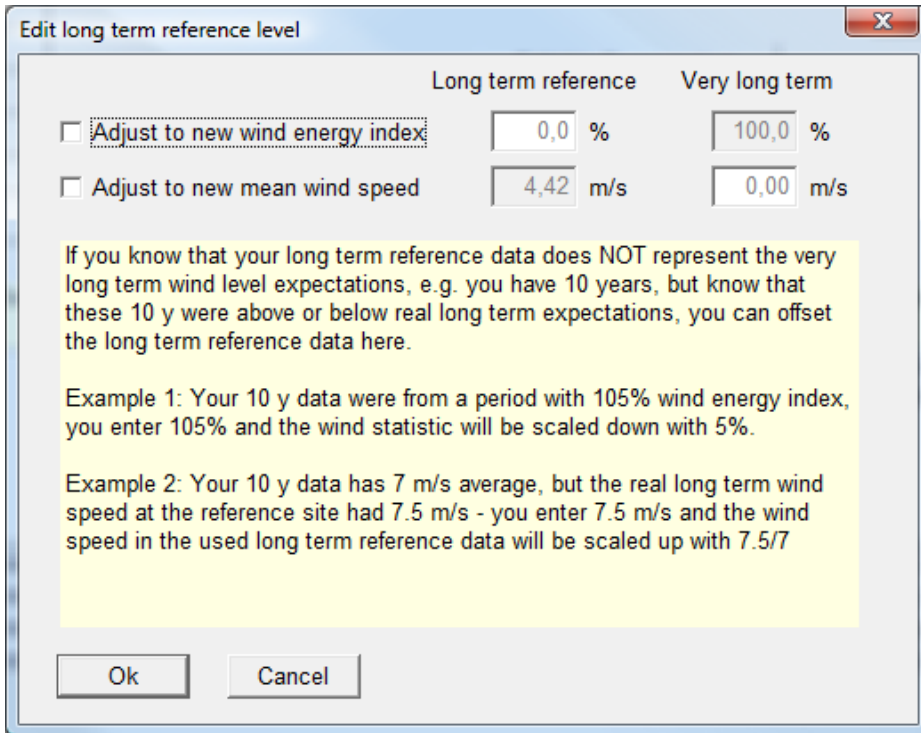 Edit long term reference level
Long term reference Very long term
Adjust to new wind energy index 0,0 % 100,0 %
Adjust to new mean wind speed 4,42 m/s 0,00 m/s
If you know that your long term reference data does NOT represent the very
long term wind level expectations, e.g. you have 10 years, but know that
these 10 y were above or below real long term expectations, you can offset
the long term reference data here.
Example 1: Your 10 y data were from a period with 105% wind energy index,
you enter 105% and the wind statistic will be scaled down with 5%.
Example 2: Your 10 y data has 7 m/s average, but the real long term wind
speed at the reference site had 7.5 m/s - you enter 7.5 m/s and the wind
speed in the used long term reference data will be scaled up with 7.5/7
Ok Cancel